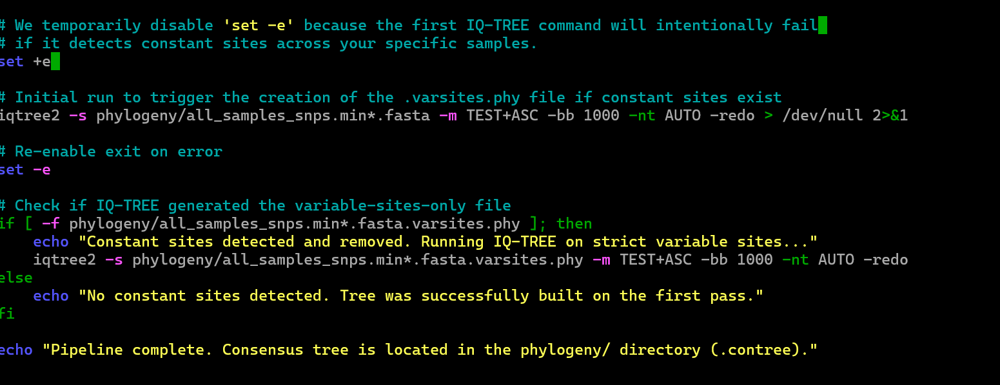 # We temporarily disable 'set -e' because the first IQ-TREE command will intentionally fail
# if it detects constant sites across your specific samples.
set +e
# Initial run to trigger the creation of the .varsites.phy file if constant sites exist
iqtree2 -s phylogeny/all_samples_snps.min*.fasta -m TEST+ASC -bb 1000 -nt AUTO -redo > /dev/null 2>&1
# Re-enable exit on error
set -e
# Check if IQ-TREE generated the variable-sites-only file
if [ -f phylogeny/all_samples_snps.min*.fasta.varsites.phy ]; then
    echo "Constant sites detected and removed. Running IQ-TREE on strict variable sites..."
    iqtree2 -s phylogeny/all_samples_snps.min*.fasta.varsites.phy -m TEST+ASC -bb 1000 -nt AUTO -redo
else
    echo "No constant sites detected. Tree was successfully built on the first pass."
fi
echo "Pipeline complete. Consensus tree is located in the phylogeny/ directory (.contree)."